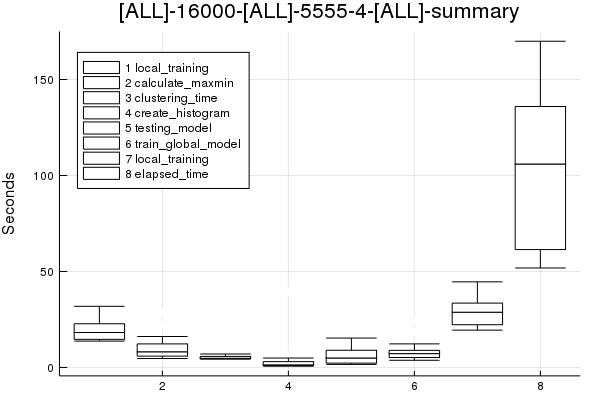 [ALL]-16000-[ALL]-5555-4-[ALL]-summary
Seconds
150
100
50
0
1 local_training
2 calculate_maxmin
3 clustering_time
4 create_histogram
5 testing_model
6 train_global_model
7 local_training
8 elapsed_time
2 4 6 8